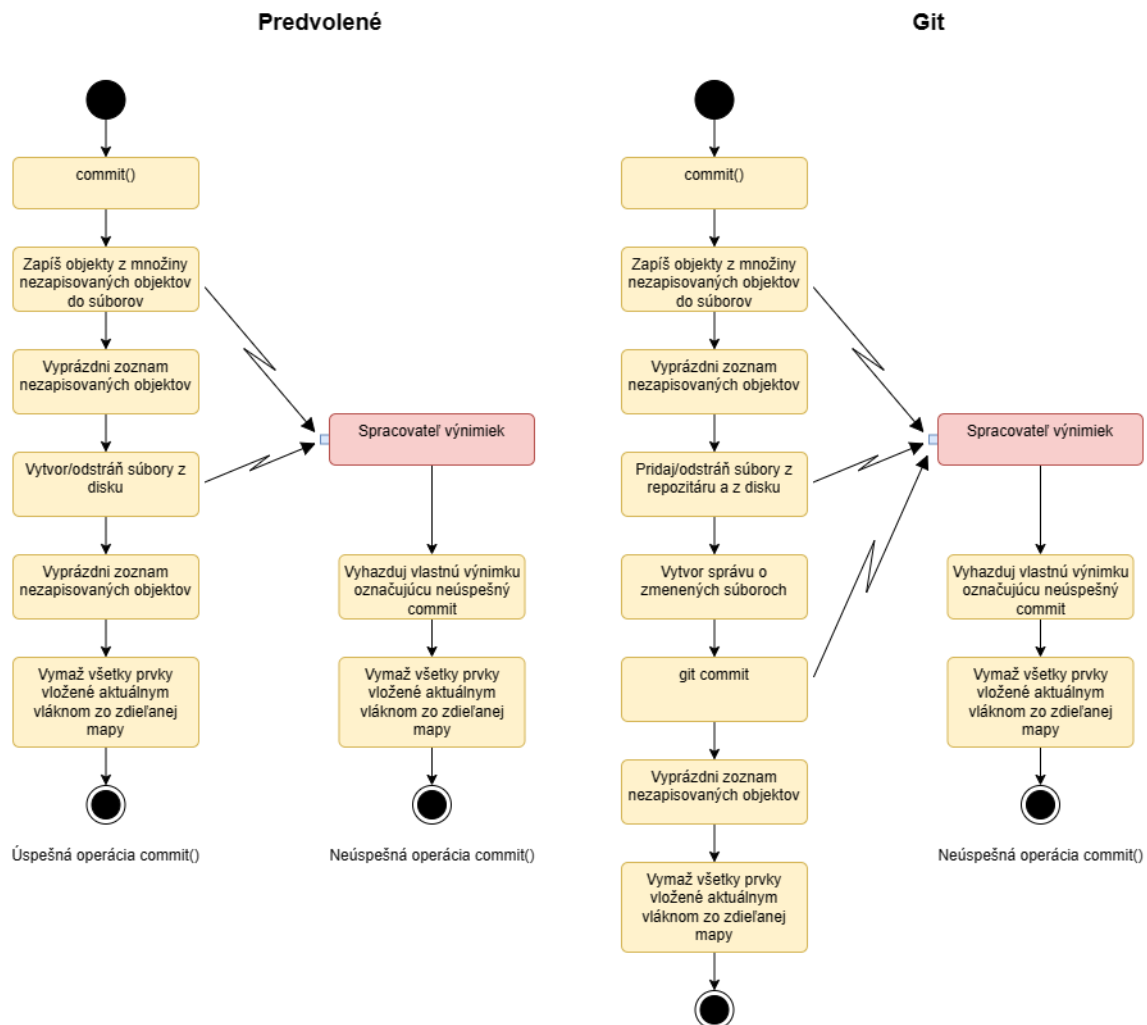 Predvolené
Git
commit()
Zapíš objekty z množiny
nezapisovaných objektov
do súborov
Vyprázdni zoznam
nezapisovaných objektov
Vytvor/odstráň súbory z
disku
Vyprázdni zoznam
nezapisovaných objektov
Vymaž všetky prvky
vložené aktuálnym
vláknom zo zdieľanej
mapy
Úspešná operácia commit()
Spracovateľ výnimiek
Vyhazduj vlastnú výnimku
označujúcu neúspešný
commit
Vymaž všetky prvky
vložené aktuálnym
vláknom zo zdieľanej
mapy
Neúspešná operácia commit()
commit()
Zapíš objekty z množiny
nezapisovaných objektov
do súborov
Vyprázdni zoznam
nezapisovaných objektov
Pridaj/odstráň súbory z
repozitáru a z disku
Vytvor správu o
zmenených súboroch
git commit
Vyprázdni zoznam
nezapisovaných objektov
Vymaž všetky prvky
vložené aktuálnym
vláknom zo zdieľanej
mapy
Spracovateľ výnimiek
Vyhazduj vlastnú výnimku
označujúcu neúspešný
commit
Vymaž všetky prvky
vložené aktuálnym
vláknom zo zdieľanej
mapy
Neúspešná operácia commit()